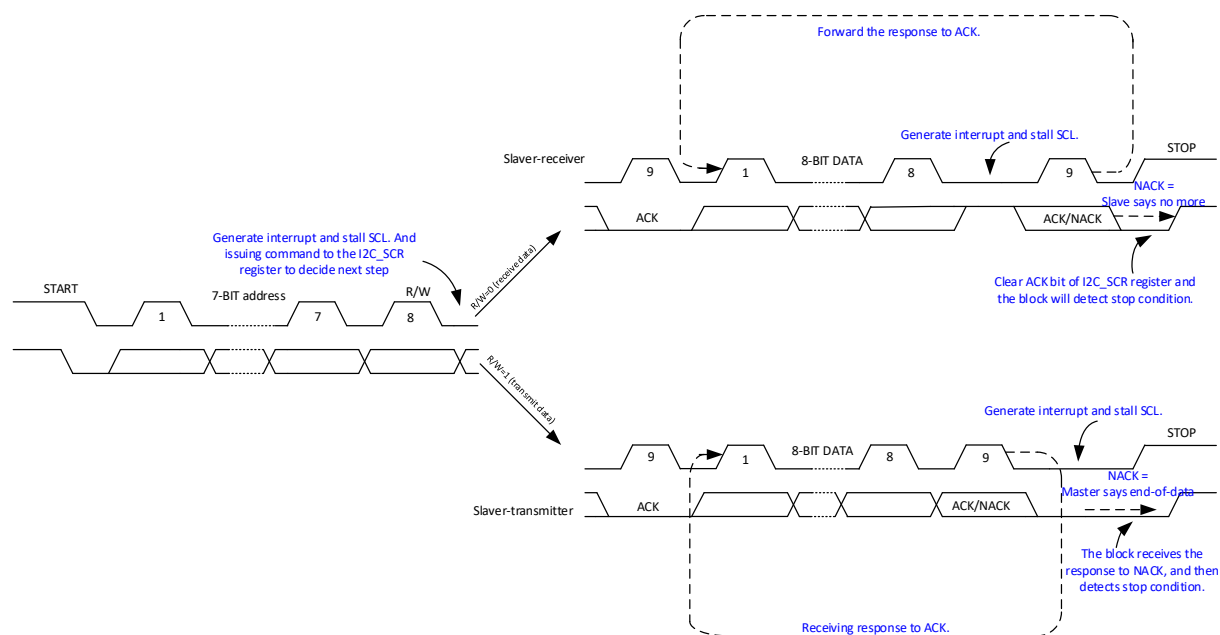 Forward the response to ACK.
Generate interrupt and stall SCL.
Slaver-receiver
8-BIT DATA
STOP
9
1
8
9
NACK =
Slave says no more
ACK
ACK/NACK
Generate interrupt and stall SCL. And
issuing command to the I2C_SCR
register to decide next step
R/W=0 (receive data)
Clear ACK bit of I2C_SCR register and
the block will detect stop condition.
START
7-BIT address
R/W
1
7
8
R/W=1 (transmit data)
Generate interrupt and stall SCL.
8-BIT DATA
STOP
9
1
8
9
NACK =
Master says end-of-data
ACK
ACK/NACK
Slaver-transmitter
The block receives the
response to NACK, and then
detects stop condition.
Receiving response to ACK.